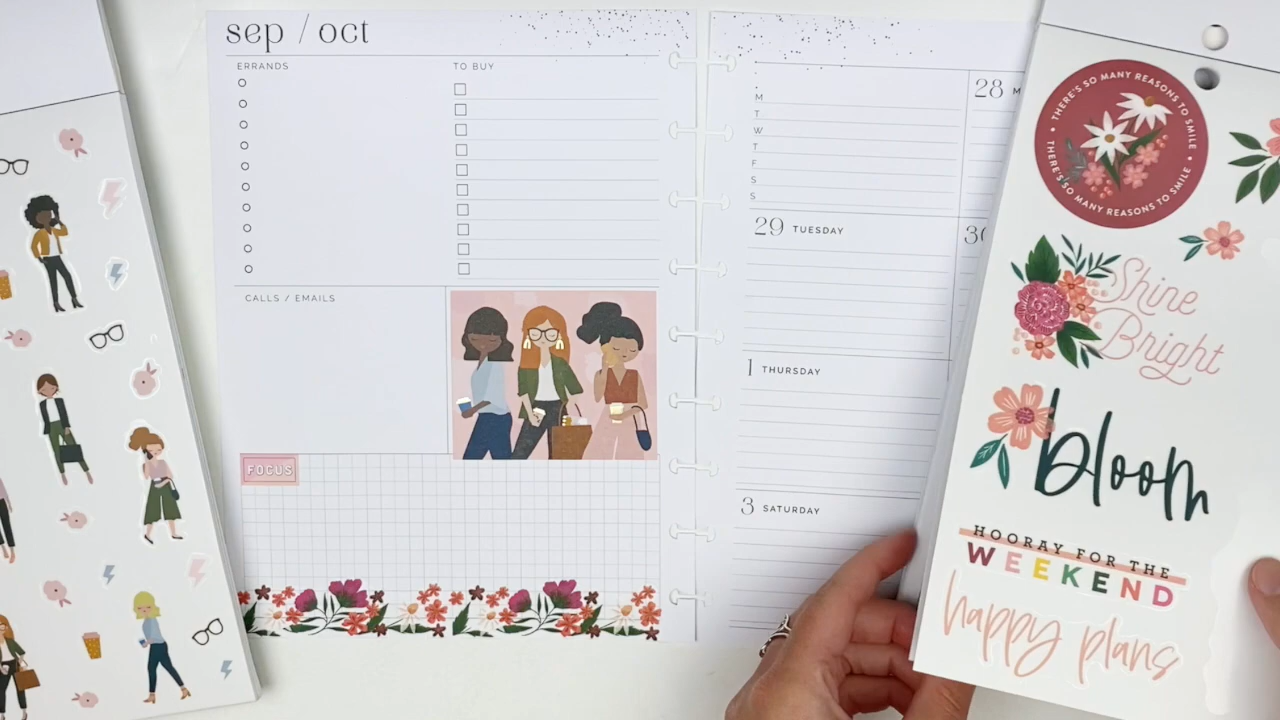 sep / oct
ERRANDS
TO BUY
CALLS / EMAILS
FOCUS
M
T
W
T
F
S
S
28 M
29 TUESDAY
30
1 THURSDAY
3 SATURDAY
THERE'S SO MANY REASONS TO SMILE • THERE'S SO MANY REASONS TO SMILE •
Shine
Bright
bloom
HOORAY FOR THE
WEEKEND
happy plans